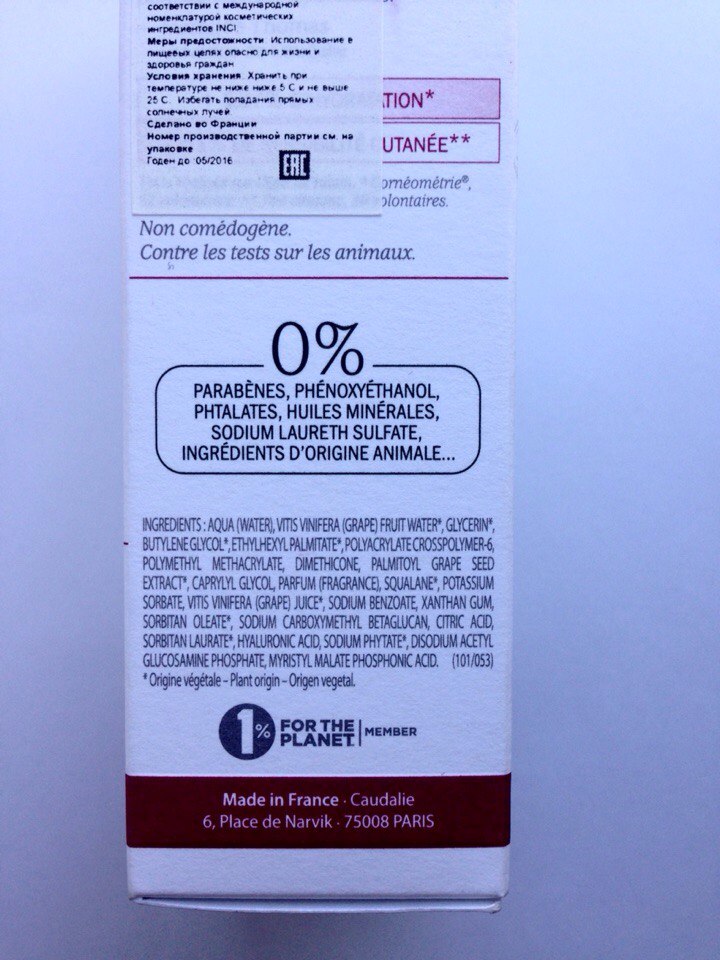 соответствии с международной
номенклатурой косметических
ингредиентов INCI
Меры предосторожности Использование в
пищевых целях опасно для жизни и
здоровья граждан
Условия хранения Хранить при
температуре не ниже ниже 5 С и не выше
25 С. Избегать попадания прямых
солнечных лучей
Сделано во Франции
Номер производственной партии см. на
упаковке
Годен до :05/2016
EAC
TION*
UTANÉE**
ornéométrie®,
olontaires.
Non comédogène.
Contre les tests sur les animaux.
0%
PARABÈNES, PHÉNOXYÉTHANOL,
PHTALATES, HUILES MINÉRALES,
SODIUM LAURETH SULFATE,
INGRÉDIENTS D'ORIGINE ANIMALE...
INGREDIENTS : AQUA (WATER), VITIS VINIFERA (GRAPE) FRUIT WATER*, GLYCERIN*,
BUTYLENE GLYCOL*, ETHYLHEXYL PALMITATE*, POLYACRYLATE CROSSPOLYMER-6,
POLYMETHYL METHACRYLATE, DIMETHICONE, PALMITOYL GRAPE SEED
EXTRACT*, CAPRYLYL GLYCOL, PARFUM (FRAGRANCE), SQUALANE*, POTASSIUM
SORBATE, VITIS VINIFERA (GRAPE) JUICE*, SODIUM BENZOATE, XANTHAN GUM,
SORBITAN OLEATE*, SODIUM CARBOXYMETHYL BETAGLUCAN, CITRIC ACID,
SORBITAN LAURATE*, HYALURONIC ACID, SODIUM PHYTATE*, DISODIUM ACETYL
GLUCOSAMINE PHOSPHATE, MYRISTYL MALATE PHOSPHONIC ACID. (101/053)
* Origine végétale – Plant origin – Origen vegetal.
1% FOR THE PLANET. MEMBER
Made in France · Caudalie
6, Place de Narvik · 75008 PARIS